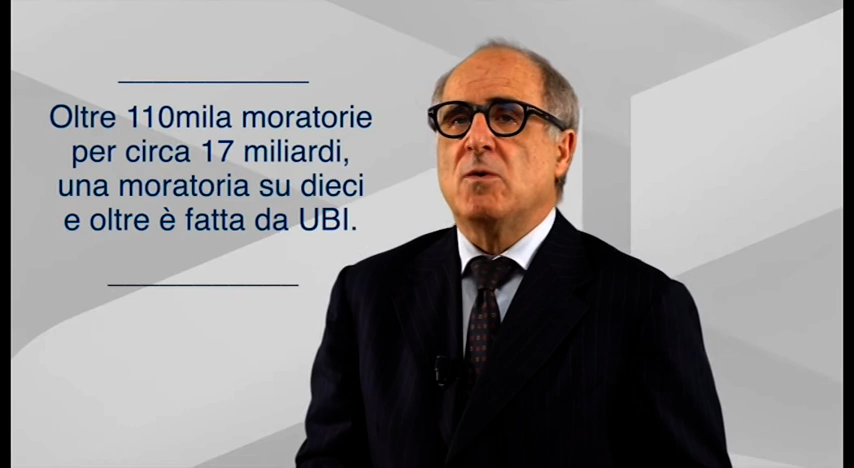 Oltre 110mila moratorie
per circa 17 miliardi,
una moratoria su dieci
e oltre è fatta da UBI.